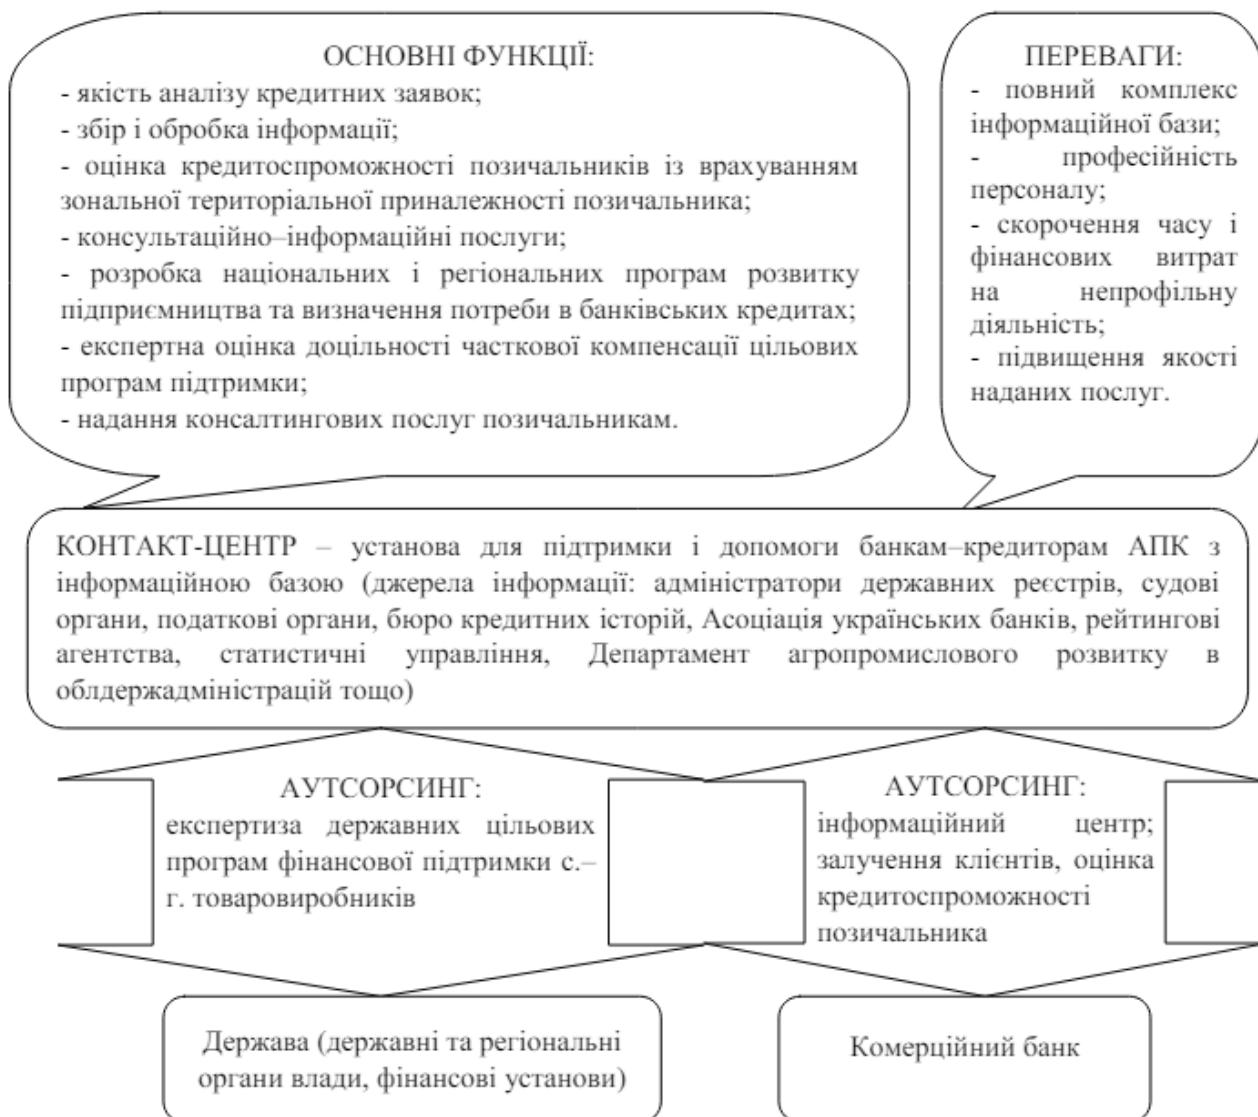 ОСНОВНІ ФУНКЦІЇ:
- якість аналізу кредитних заявок;
- збір і обробка інформації;
- оцінка кредитоспроможності позичальників із врахуванням
зональної територіальної приналежності позичальника;
- консультаційно–інформаційні послуги;
- розробка національних і регіональних програм розвитку
підприємництва та визначення потреби в банківських кредитах;
- експертна оцінка доцільності часткової компенсації цільових
програм підтримки;
- надання консалтингових послуг позичальникам.
ПЕРЕВАГИ:
- повний комплекс
інформаційної бази;
- професійність
персоналу;
- скорочення часу і
фінансових витрат
на непрофільну
діяльність;
- підвищення якості
наданих послуг.
КОНТАКТ-ЦЕНТР – установа для підтримки і допомоги банкам–кредиторам АПК з
інформаційною базою (джерела інформації: адміністратори державних реєстрів, судові
органи, податкові органи, бюро кредитних історій, Асоціація українських банків, рейтингові
агентства, статистичні управління, Департамент агропромислового розвитку в
облдержадміністрацій тощо)
АУТСОРСИНГ:
експертиза державних цільових
програм фінансової підтримки с.–
г. товаровиробників
АУТСОРСИНГ:
інформаційний центр;
залучення клієнтів, оцінка
кредитоспроможності
позичальника
Держава (державні та регіональні
органи влади, фінансові установи)
Комерційний банк